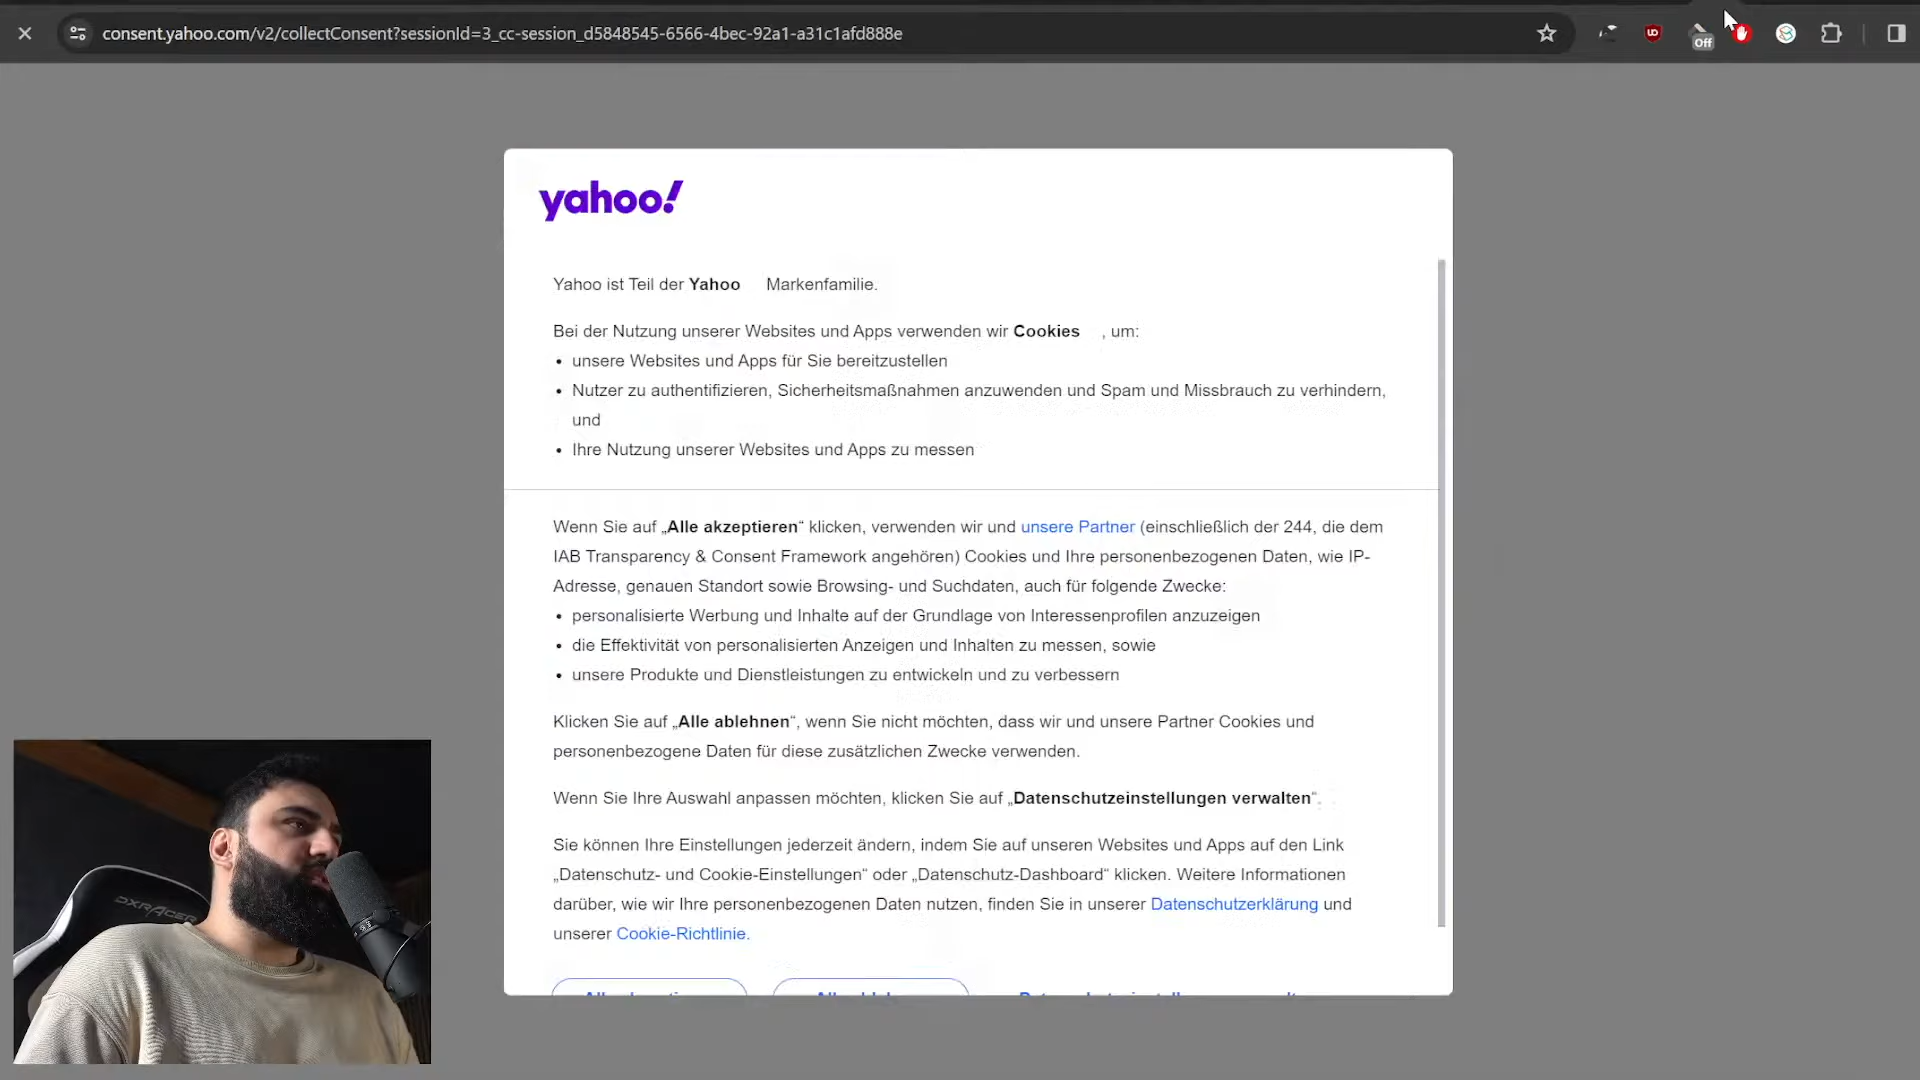 consent.yahoo.com/v2/collectConsent?sessionId=3_cc-session_d5848545-6566-4bec-92a1-a31c1afd888e
Off
yahoo!
Yahoo ist Teil der Yahoo Markenfamilie.
Bei der Nutzung unserer Websites und Apps verwenden wir Cookies , um:
• unsere Websites und Apps für Sie bereitzustellen
• Nutzer zu authentifizieren, Sicherheitsmaßnahmen anzuwenden und Spam und Missbrauch zu verhindern,
und
• Ihre Nutzung unserer Websites und Apps zu messen
Wenn Sie auf „Alle akzeptieren“ klicken, verwenden wir und unsere Partner (einschließlich der 244, die dem
IAB Transparency & Consent Framework angehören) Cookies und Ihre personenbezogenen Daten, wie IP-
Adresse, genauen Standort sowie Browsing- und Suchdaten, auch für folgende Zwecke:
• personalisierte Werbung und Inhalte auf der Grundlage von Interessenprofilen anzuzeigen
• die Effektivität von personalisierten Anzeigen und Inhalten zu messen, sowie
• unsere Produkte und Dienstleistungen zu entwickeln und zu verbessern
Klicken Sie auf „Alle ablehnen“, wenn Sie nicht möchten, dass wir und unsere Partner Cookies und
personenbezogene Daten für diese zusätzlichen Zwecke verwenden.
Wenn Sie Ihre Auswahl anpassen möchten, klicken Sie auf „Datenschutzeinstellungen verwalten“.
Sie können Ihre Einstellungen jederzeit ändern, indem Sie auf unseren Websites und Apps auf den Link
„Datenschutz- und Cookie-Einstellungen“ oder „Datenschutz-Dashboard“ klicken. Weitere Informationen
darüber, wie wir Ihre personenbezogenen Daten nutzen, finden Sie in unserer Datenschutzerklärung und
unserer Cookie-Richtlinie.
DXRACER